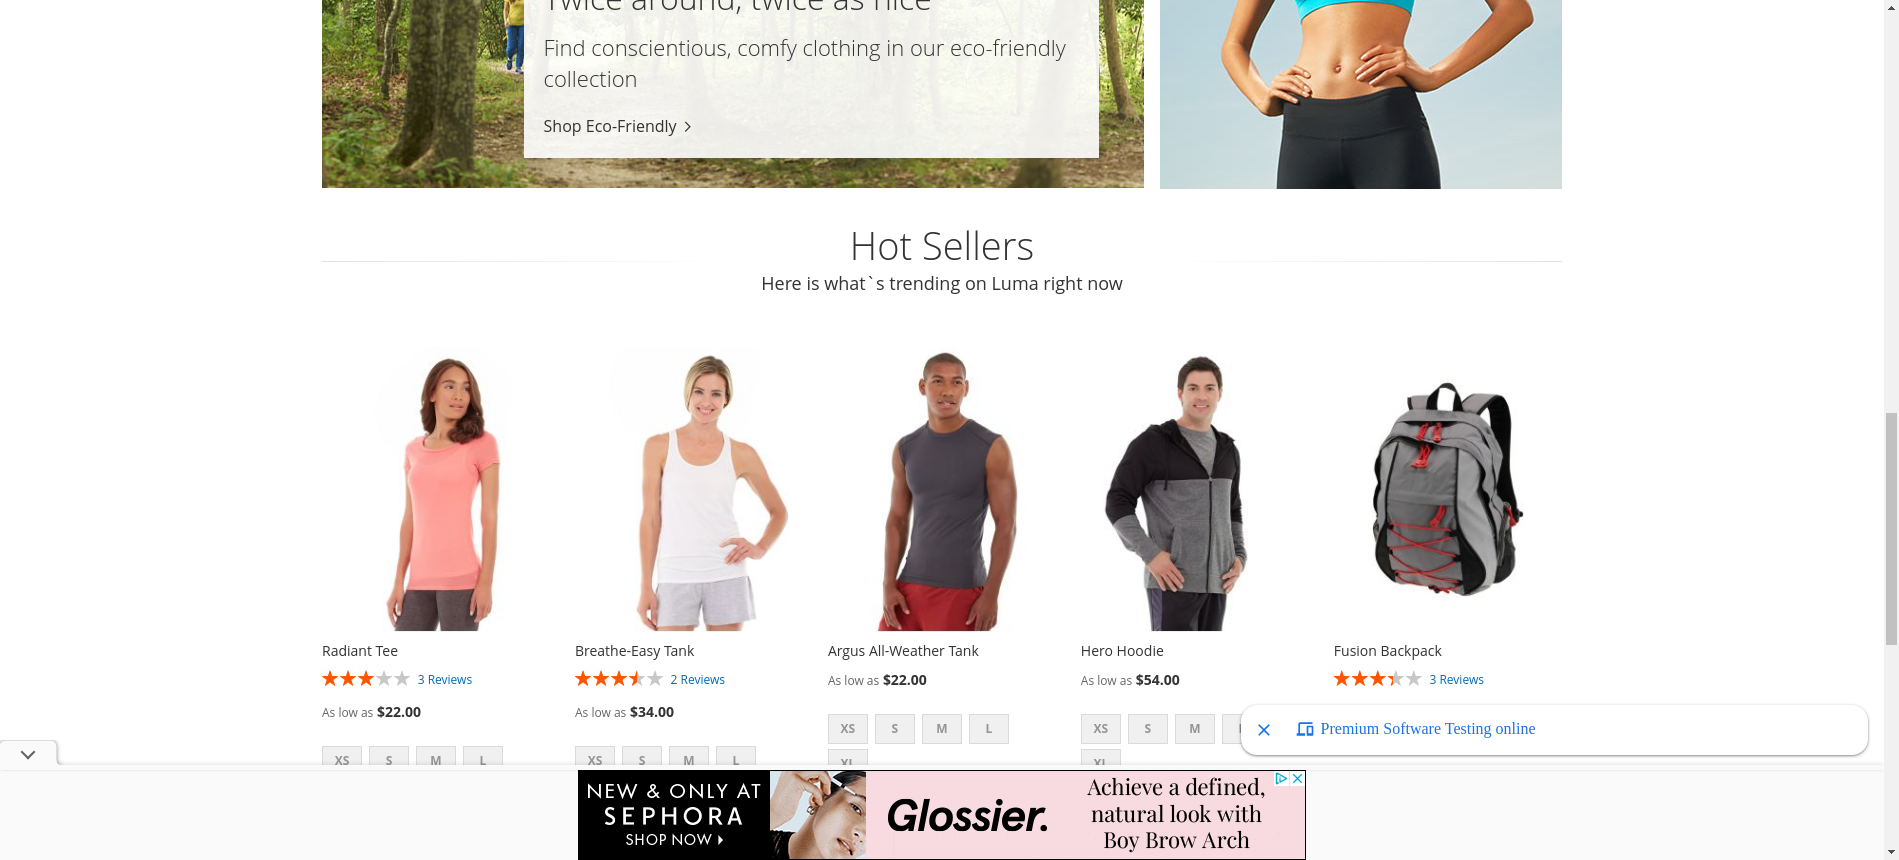 Twice around, twice as nice
Find conscientious, comfy clothing in our eco-friendly
collection
Shop Eco-Friendly
Hot Sellers
Here is what`s trending on Luma right now
Radiant Tee
3 Reviews
As low as $22.00
XS S M L
Breathe-Easy Tank
2 Reviews
As low as $34.00
XS S M L
Argus All-Weather Tank
As low as $22.00
XS S M L
XL
Hero Hoodie
As low as $54.00
XS S M
XL
Fusion Backpack
3 Reviews
Premium Software Testing online
NEW & ONLY AT
SEPHORA
SHOP NOW
Glossier.
Achieve a defined,
natural look with
Boy Brow Arch